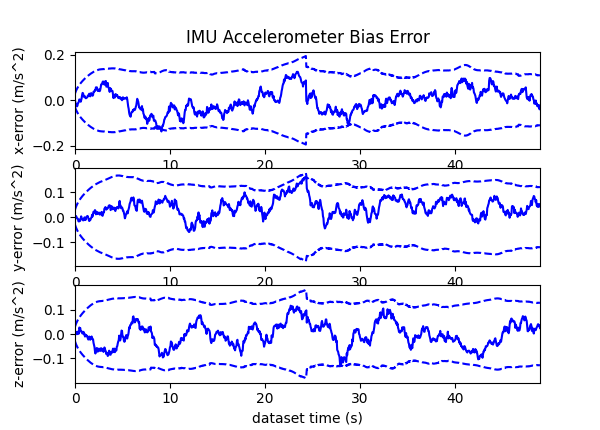 IMU Accelerometer Bias Error
x-error (m/s^2)
0.2
0.0
−0.2
0 10 20 30 40
y-error (m/s^2)
0.1
0.0
−0.1
0 10 20 30 40
z-error (m/s^2)
0.1
0.0
−0.1
0 10 20 30 40
dataset time (s)